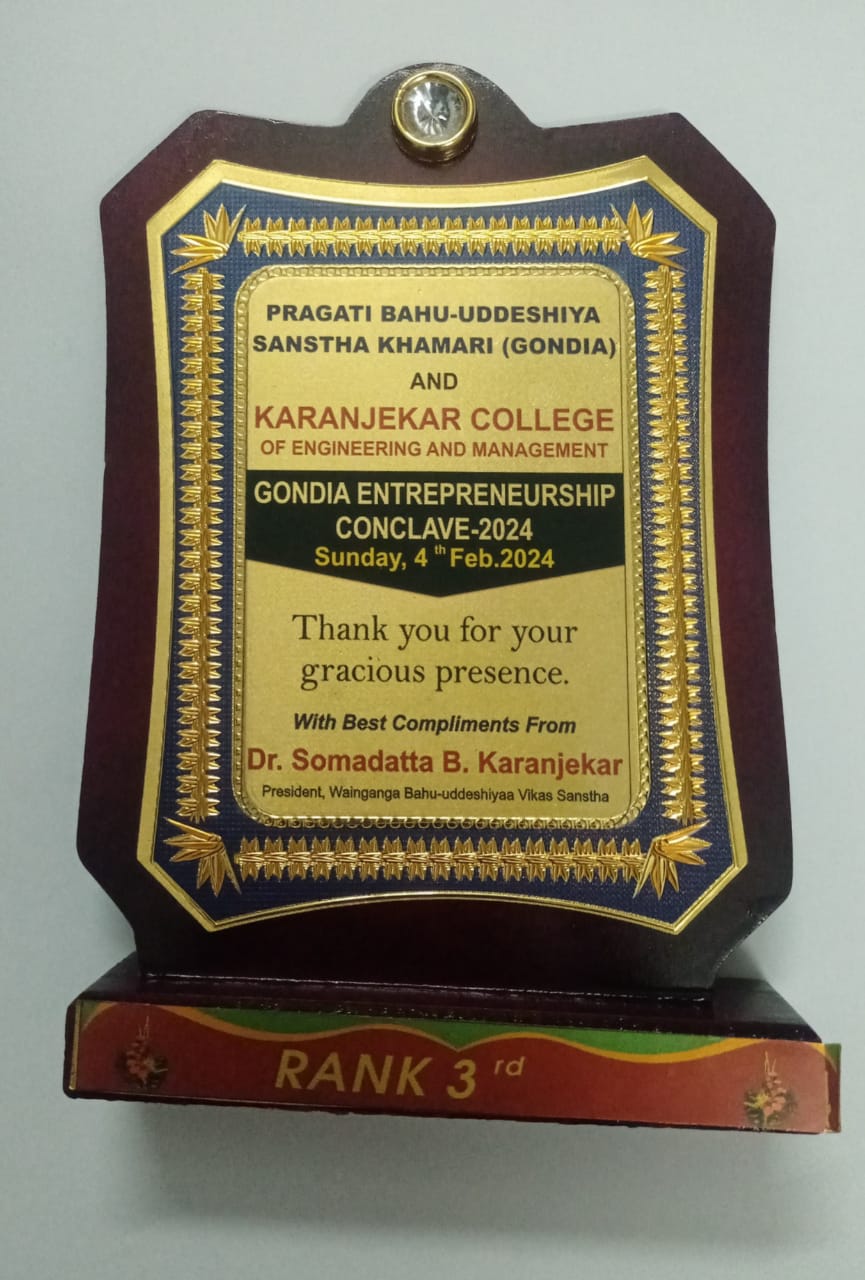 PRAGATI BAHU-UDDESHIYA
SANSTHA KHAMARI (GONDIA)
AND
KARANJEKAR COLLEGE
OF ENGINEERING AND MANAGEMENT
GONDIA ENTREPRENEURSHIP
CONCLAVE-2024
Sunday, 4 th Feb.2024
Thank you for your
gracious presence.
With Best Compliments From
Dr. Somadatta B. Karanjekar
President, Wainganga Bahu-uddeshiyaa Vikas Sanstha
RANK 3 rd